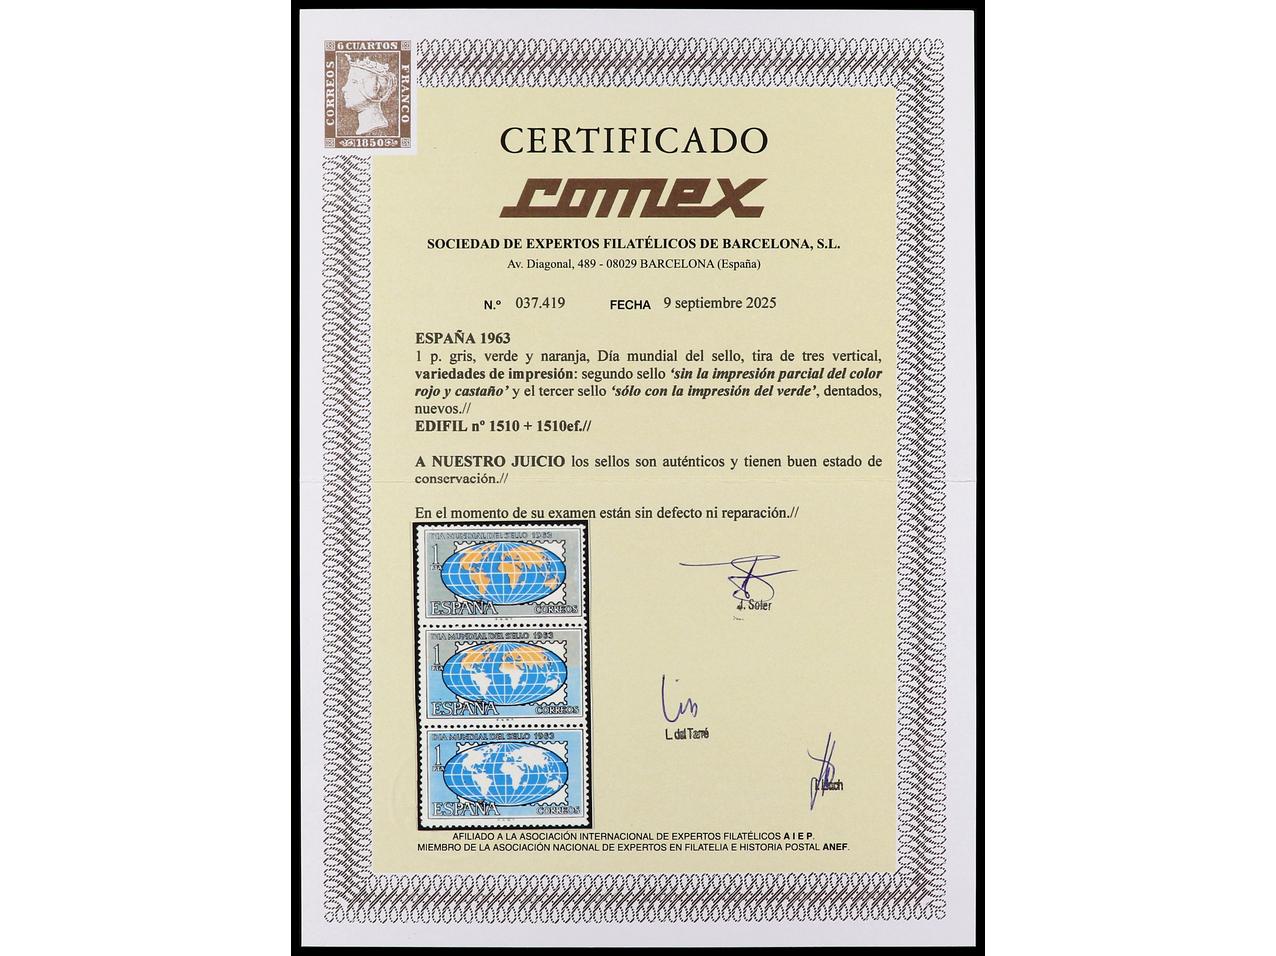 6 CUARTOS
CORREOS
FRANCO
1850
CERTIFICADO
comex
SOCIEDAD DE EXPERTOS FILATÉLICOS DE BARCELONA, S.L.
Av. Diagonal, 489 - 08029 BARCELONA (España)
N.º 037.419 FECHA 9 septiembre 2025
ESPAÑA 1963
1 p. gris, verde y naranja, Día mundial del sello, tira de tres vertical,
variedades de impresión: segundo sello ‘sin la impresión parcial del color
rojo y castaño’ y el tercer sello ‘sólo con la impresión del verde’, dentados,
nuevos.//
EDIFIL nº 1510 + 1510ef.//
A NUESTRO JUICIO los sellos son auténticos y tienen buen estado de
conservación.//
En el momento de su examen están sin defecto ni reparación.//
DIA MUNDIAL DEL SELLO 1963
1
PTA
ESPAÑA
CORREOS
DIA MUNDIAL DEL SELLO 1963
1
PTA
ESPAÑA
CORREOS
DIA MUNDIAL DEL SELLO 1963
1
PTA
ESPAÑA
CORREOS
J. Soler
L. del Tarré
AFILIADO A LA ASOCIACIÓN INTERNACIONAL DE EXPERTOS FILATÉLICOS A I E P.
MIEMBRO DE LA ASOCIACIÓN NACIONAL DE EXPERTOS EN FILATELIA E HISTORIA POSTAL ANEF.